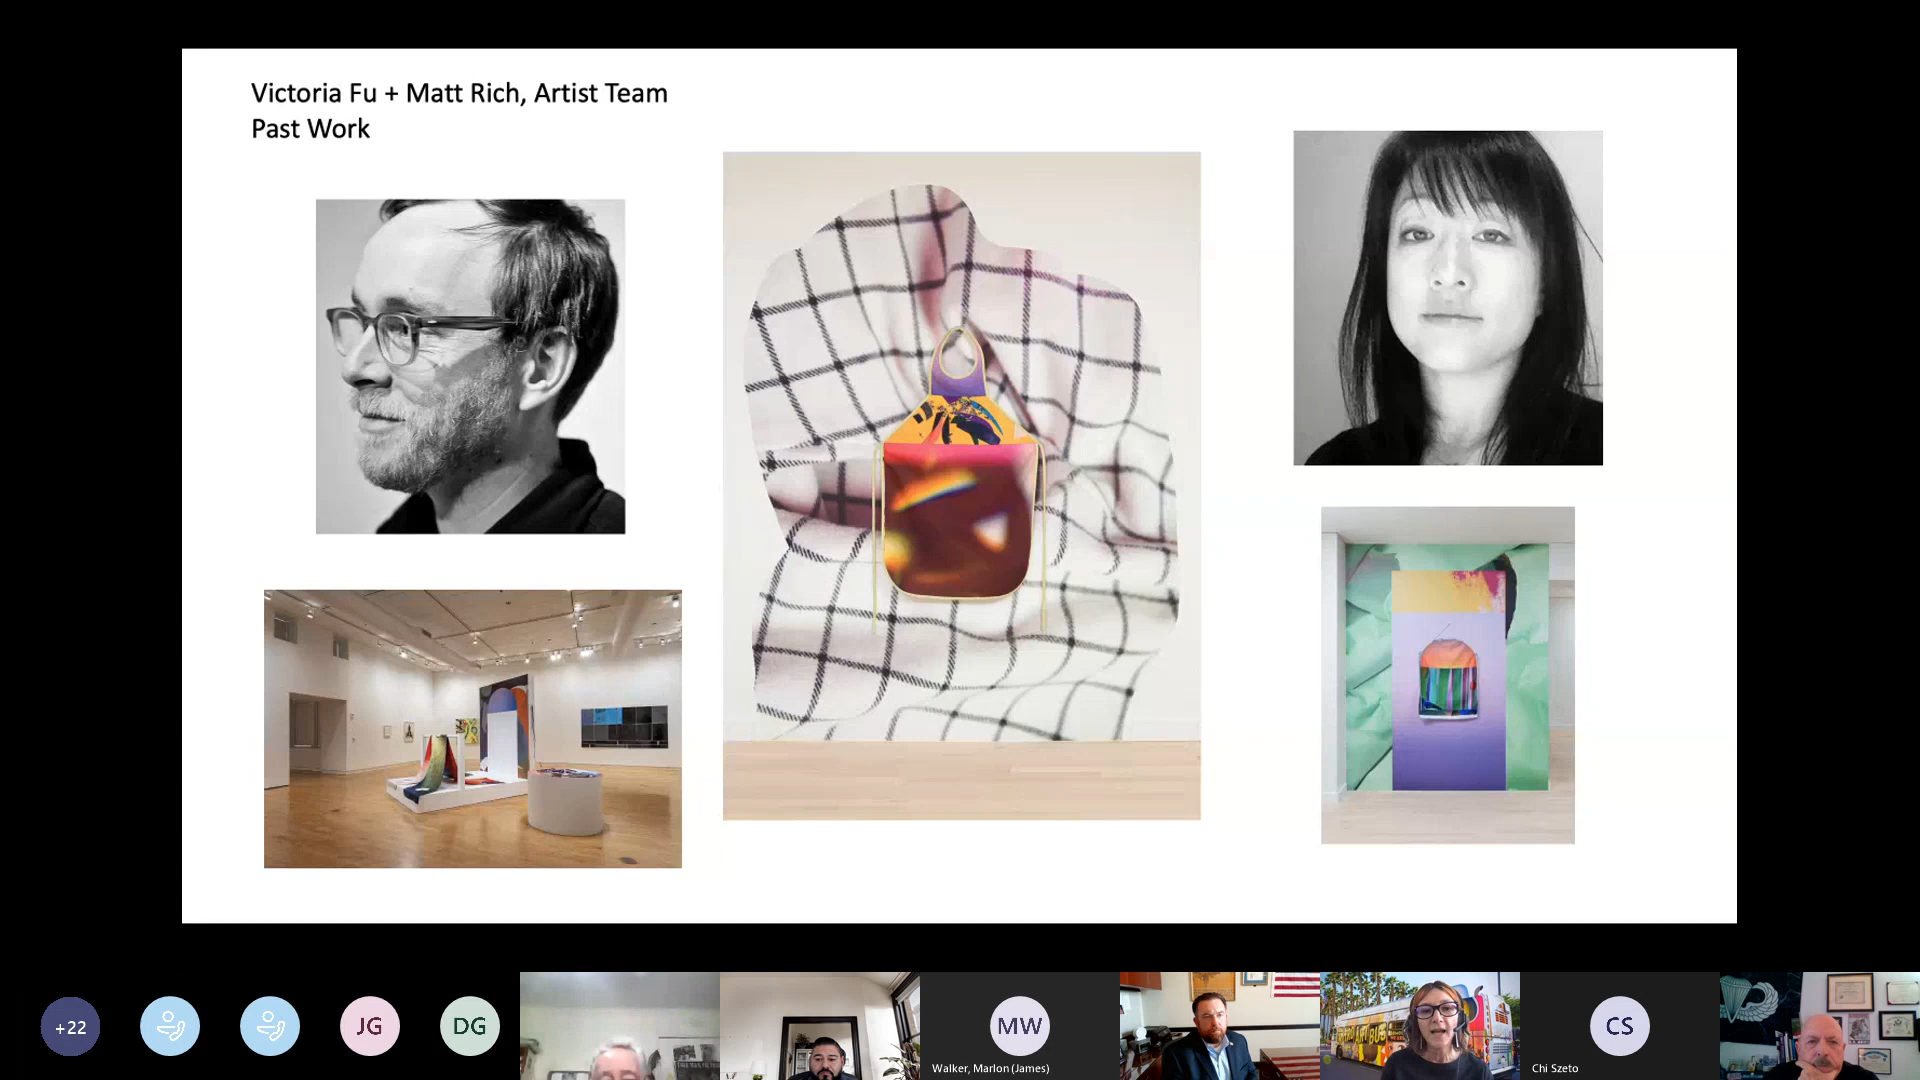 Victoria Fu + Matt Rich, Artist Team
Past Work
+22
JG
DG
MW
Walker, Marlon (James)
CS
Chi Szeto